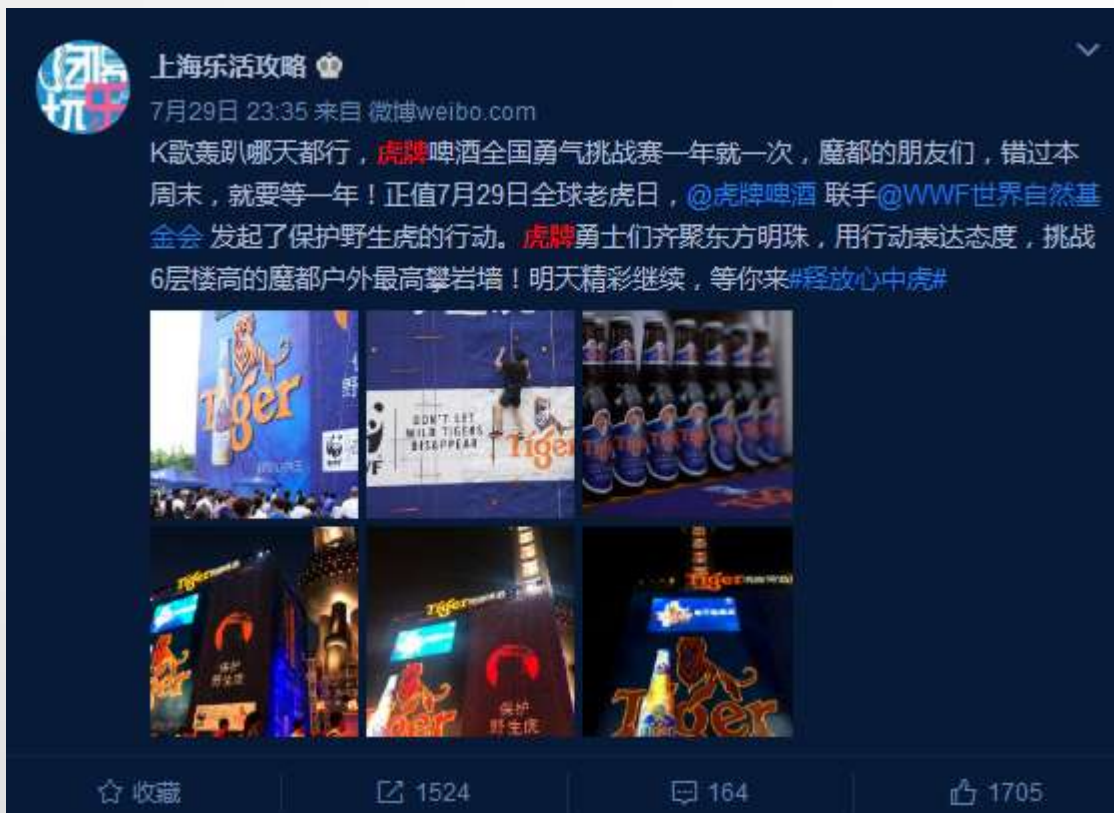 上海乐活攻略
7月29日 23:35 来自 微博weibo.com
K歌轰趴哪天都行，虎牌啤酒全国勇气挑战赛一年就一次，魔都的朋友们，错过本
周末，就要等一年！正值7月29日全球老虎日，@虎牌啤酒 联手@WWF世界自然基
金会 发起了保护野生虎的行动。虎牌勇士们齐聚东方明珠，用行动表达态度，挑战
6层楼高的魔都户外最高攀岩墙！明天精彩继续，等你来#释放心中虎#
Tiger
DON'T LET
WILD TIGERS
DISAPPEAR
Tiger
Tiger
保护
野生虎
Tiger
Tiger
保护
野生虎
Tiger
Tiger
Tiger
收藏
1524
164
1705